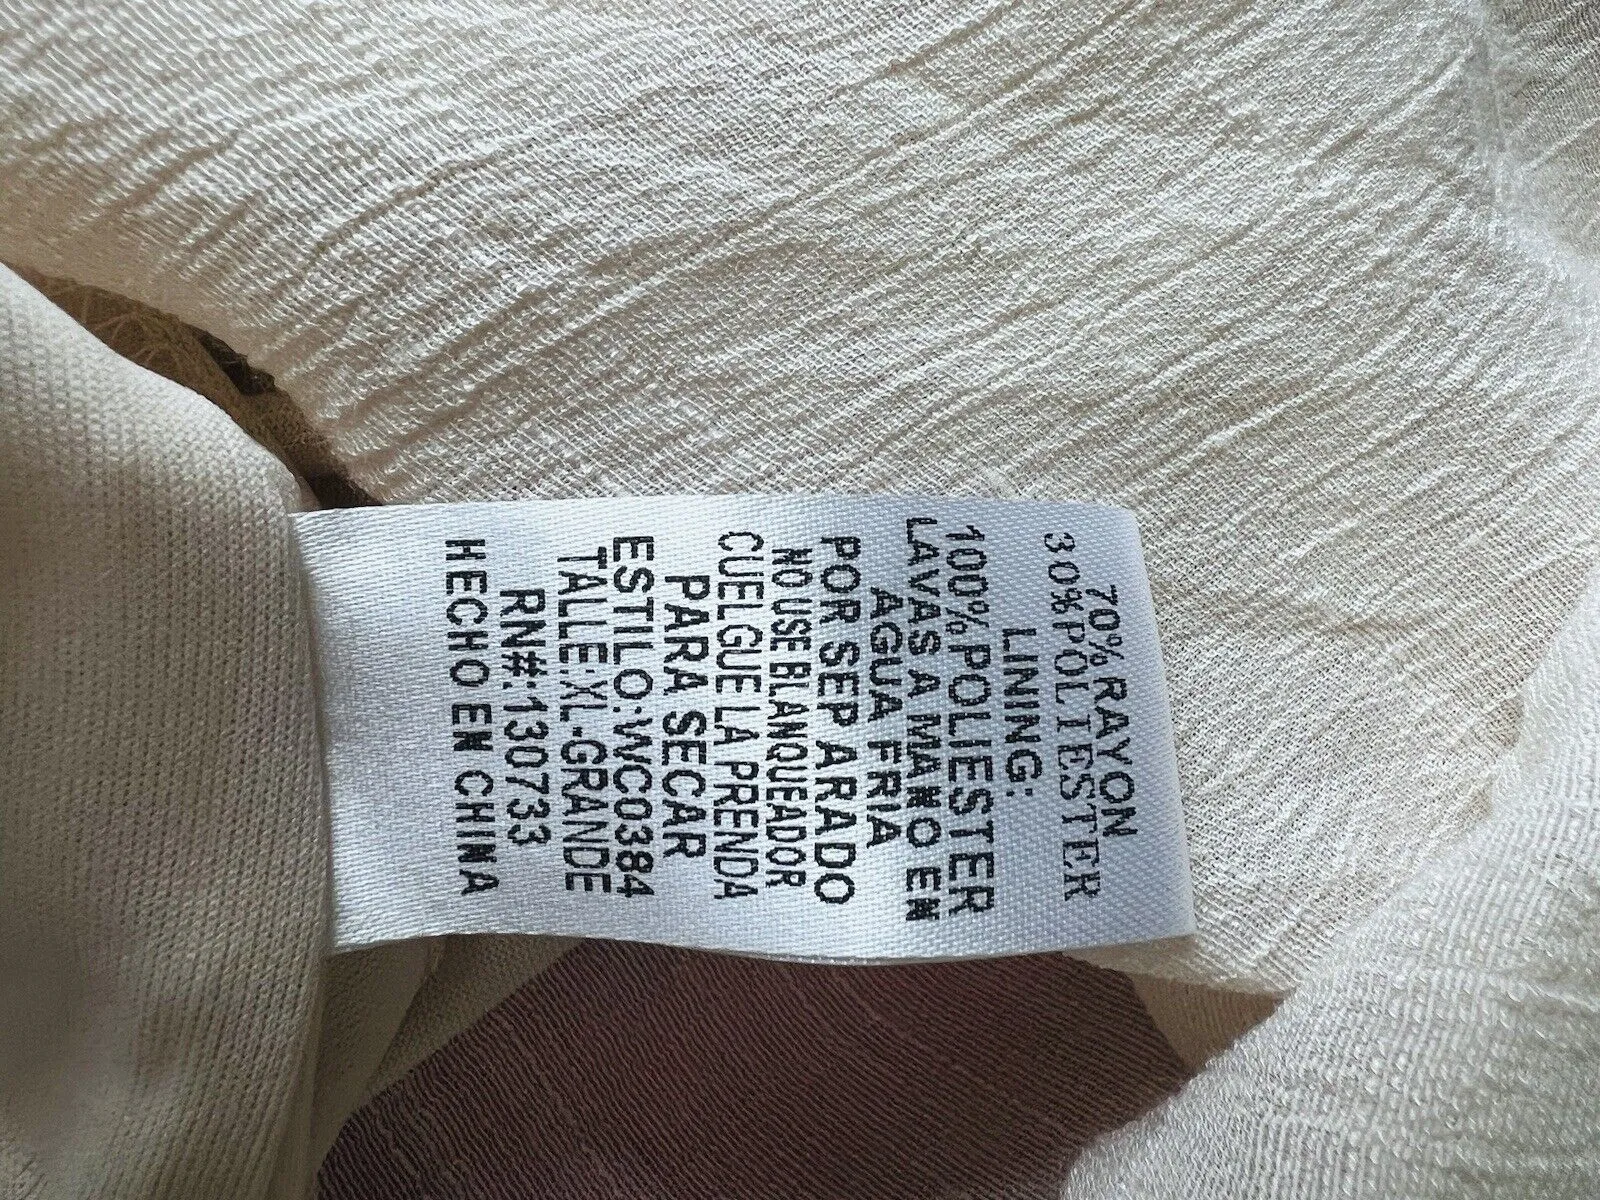 70% RAYON
30%POLIESTER
LINING:
100%POLIESTER
LAVAS A MANO EN
AGUA FRIA
POR SEP ARADO
NO USE BLANQUEADOR
CUELGUE LA PRENDA
PARA SECAR
ESTILO:WC0384
TALLE:XL-GRANDE
RN#:130733
HECHO EN CHINA